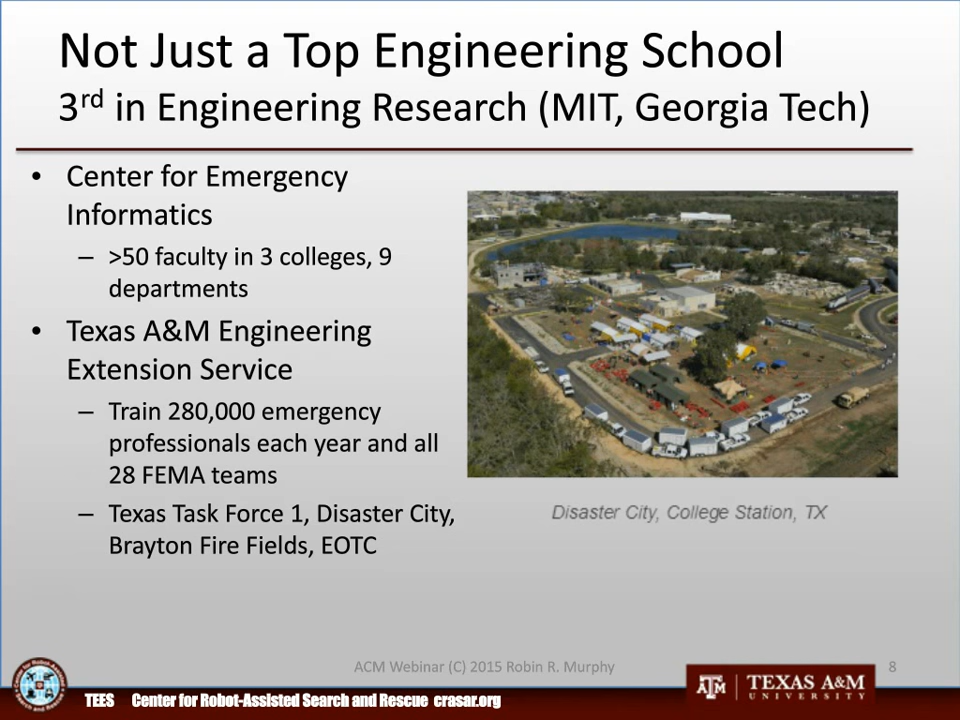 Not Just a Top Engineering School
3rd in Engineering Research (MIT, Georgia Tech)
• Center for Emergency
Informatics
– >50 faculty in 3 colleges, 9
departments
• Texas A&M Engineering
Extension Service
– Train 280,000 emergency
professionals each year and all
28 FEMA teams
– Texas Task Force 1, Disaster City,
Brayton Fire Fields, EOTC
Disaster City, College Station, TX
ACM Webinar (C) 2015 Robin R. Murphy
8
TEES Center for Robot-Assisted Search and Rescue crasar.org
ATM TEXAS A&M
UNIVERSITY